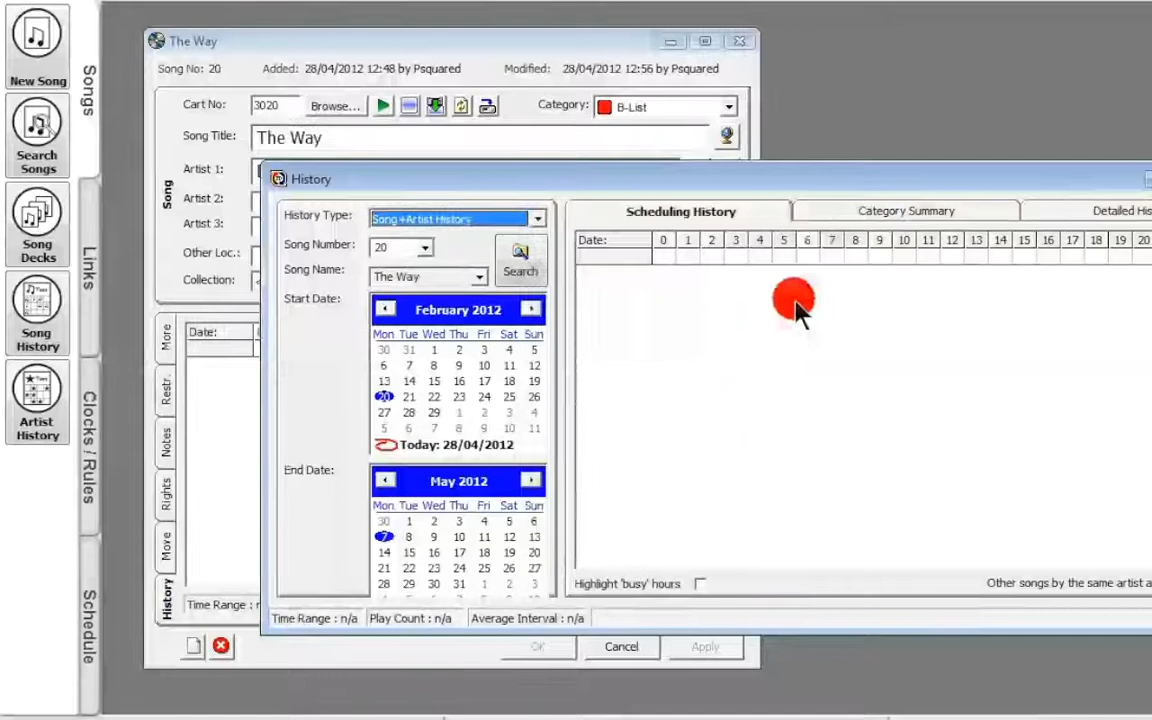 New Song
Search
Songs
Song
Decks
Song
History
Artist
History
Songs
Links
Clocks / Rules
Schedule
The Way
Song No: 20
Added: 28/04/2012 12:48 by Psquared
Modified: 28/04/2012 12:56 by Psquared
Cart No: 3020 Browse... Category: B-List
Song Title: The Way
Artist 1:
Artist 2:
Artist 3:
Other Loc.:
Collection:
Song
Date:
More
Restr.
Notes
Rights
Move
History
Time Range :
OK Cancel Apply
History
History Type: Song+Artist History
Song Number: 20
Song Name: The Way
Search
Start Date:
February 2012
Mon Tue Wed Thu Fri Sat Sun
30 31 1 2 3 4 5
6 7 8 9 10 11 12
13 14 15 16 17 18 19
20 21 22 23 24 25 26
27 28 29 1 2 3 4
5 6 7 8 9 10 11
Today: 28/04/2012
End Date:
May 2012
Mon Tue Wed Thu Fri Sat Sun
30 1 2 3 4 5 6
7 8 9 10 11 12 13
14 15 16 17 18 19 20
21 22 23 24 25 26 27
28 29 30 31 1 2 3
Scheduling History
Category Summary
Detailed His
Date: 0 1 2 3 4 5 6 7 8 9 10 11 12 13 14 15 16 17 18 19 20
Highlight 'busy' hours
Other songs by the same artist a
Time Range : n/a Play Count : n/a Average Interval : n/a